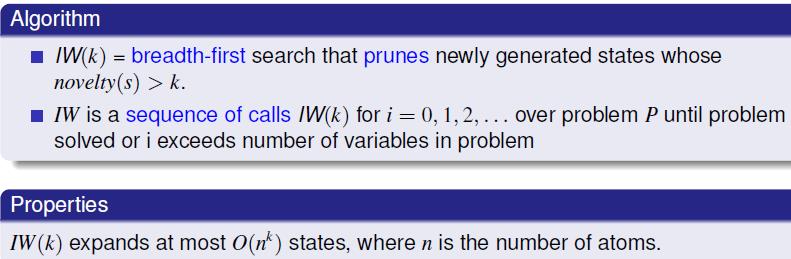 Algorithm
IW(k) = breadth-first search that prunes newly generated states whose
novelty(s) > k.
IW is a sequence of calls IW(k) for i = 0, 1, 2, ... over problem P until problem
solved or i exceeds number of variables in problem
Properties
IW(k) expands at most O(nᵏ) states, where n is the number of atoms.